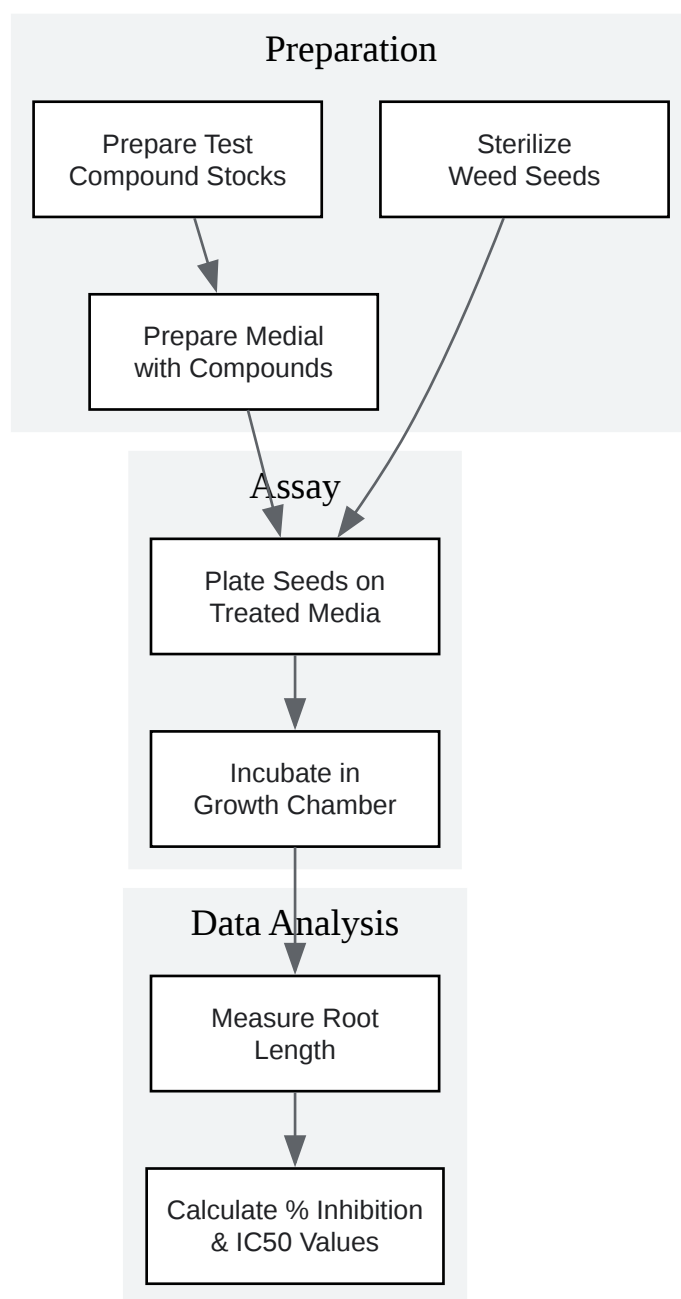 Preparation
Prepare Test
Compound Stocks
Sterilize
Weed Seeds
Prepare Medial
with Compounds
Assay
Plate Seeds on
Treated Media
Incubate in
Growth Chamber
Data Analysis
Measure Root
Length
Calculate % Inhibition
& IC50 Values